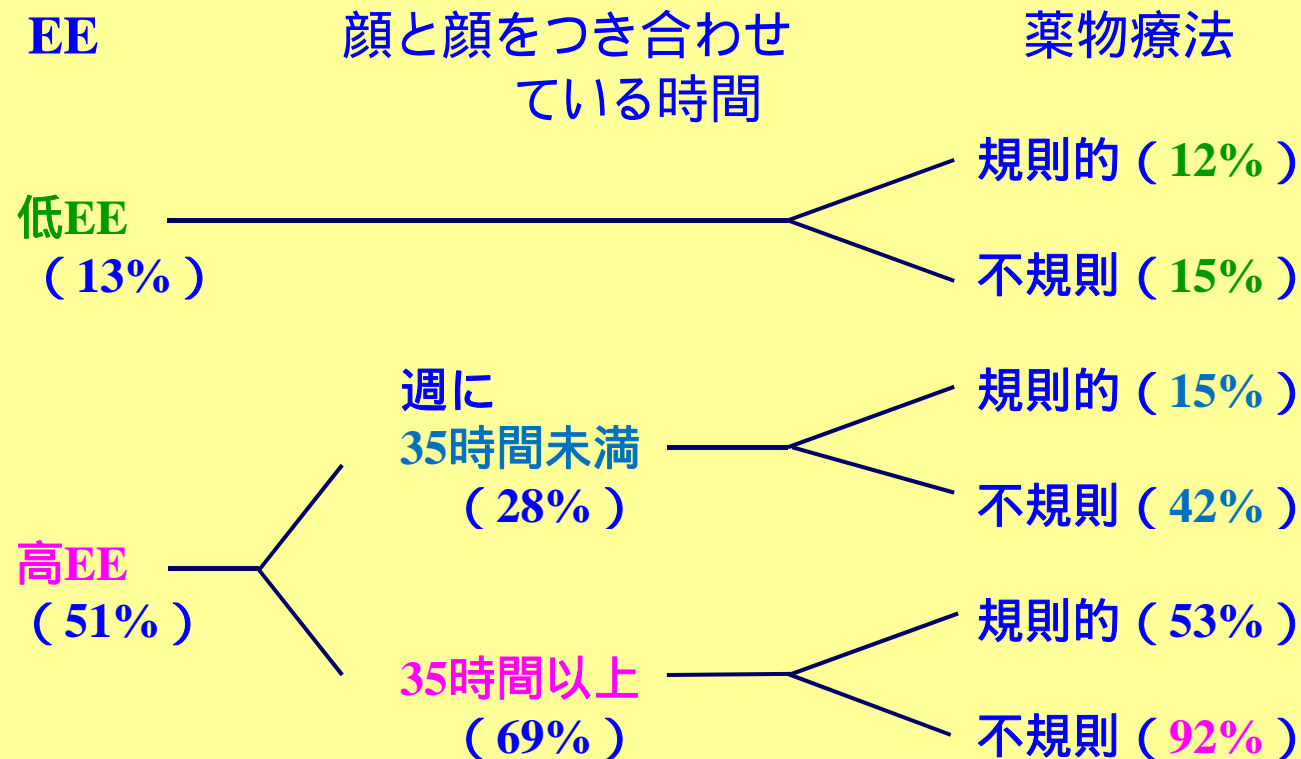 EE
顔と顔をつき合わせ
ている時間
薬物療法
規則的（12%）
低EE
（13%）
不規則（15%）
週に
35時間未満
（28%）
規則的（15%）
不規則（42%）
高EE
（51%）
規則的（53%）
35時間以上
（69%）
不規則（92%）